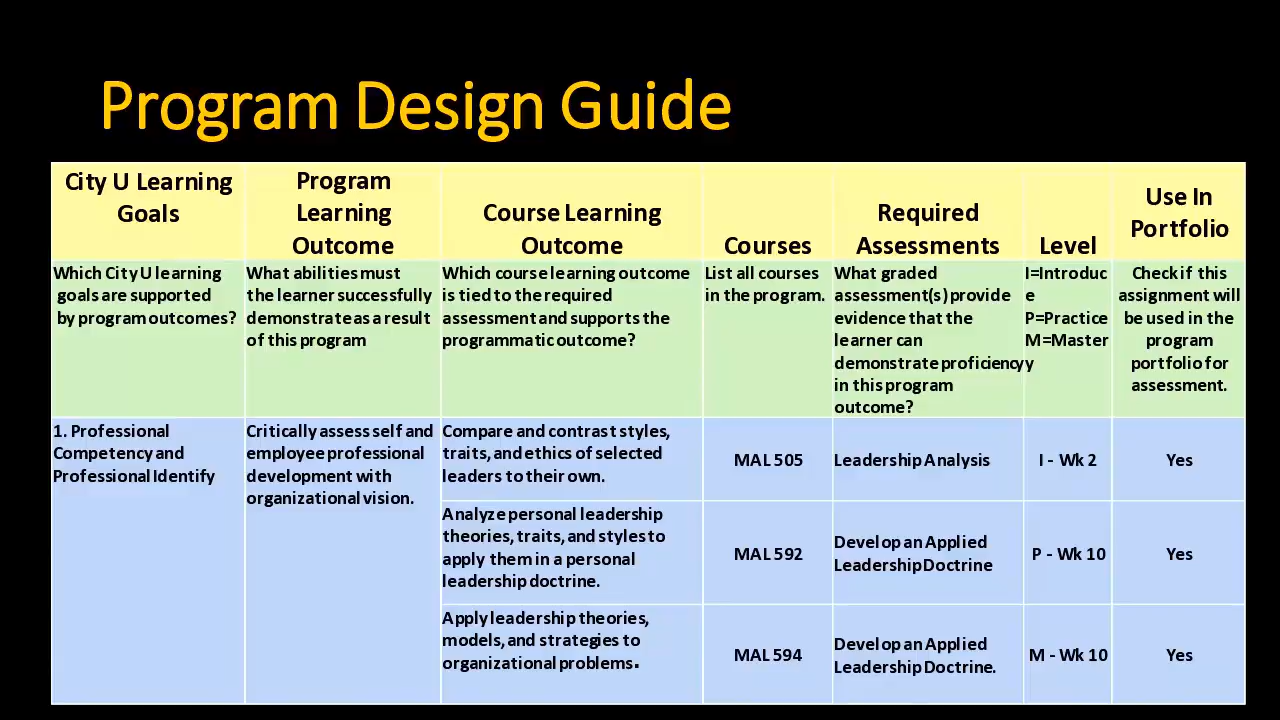 Program Design Guide
City U Learning
Goals
Program
Learning
Outcome
Course Learning
Outcome
Courses
Required
Assessments
Level
Use In
Portfolio
Which City U learning
goals are supported
by program outcomes?
What abilities must
the learner successfully
demonstrate as a result
of this program
Which course learning outcome
is tied to the required
assessment and supports the
programmatic outcome?
List all courses
in the program.
What graded
assessment(s) provide
evidence that the
learner can
demonstrate proficiency
in this program
outcome?
I=Introduc
e
P=Practice
M=Master
y
Check if this
assignment will
be used in the
program
portfolio for
assessment.
1. Professional
Competency and
Professional Identify
Critically assess self and
employee professional
development with
organizational vision.
Compare and contrast styles,
traits, and ethics of selected
leaders to their own.
MAL 505
Leadership Analysis
I - Wk 2
Yes
Analyze personal leadership
theories, traits, and styles to
apply them in a personal
leadership doctrine.
MAL 592
Develop an Applied
Leadership Doctrine
P - Wk 10
Yes
Apply leadership theories,
models, and strategies to
organizational problems.
MAL 594
Develop an Applied
Leadership Doctrine.
M - Wk 10
Yes